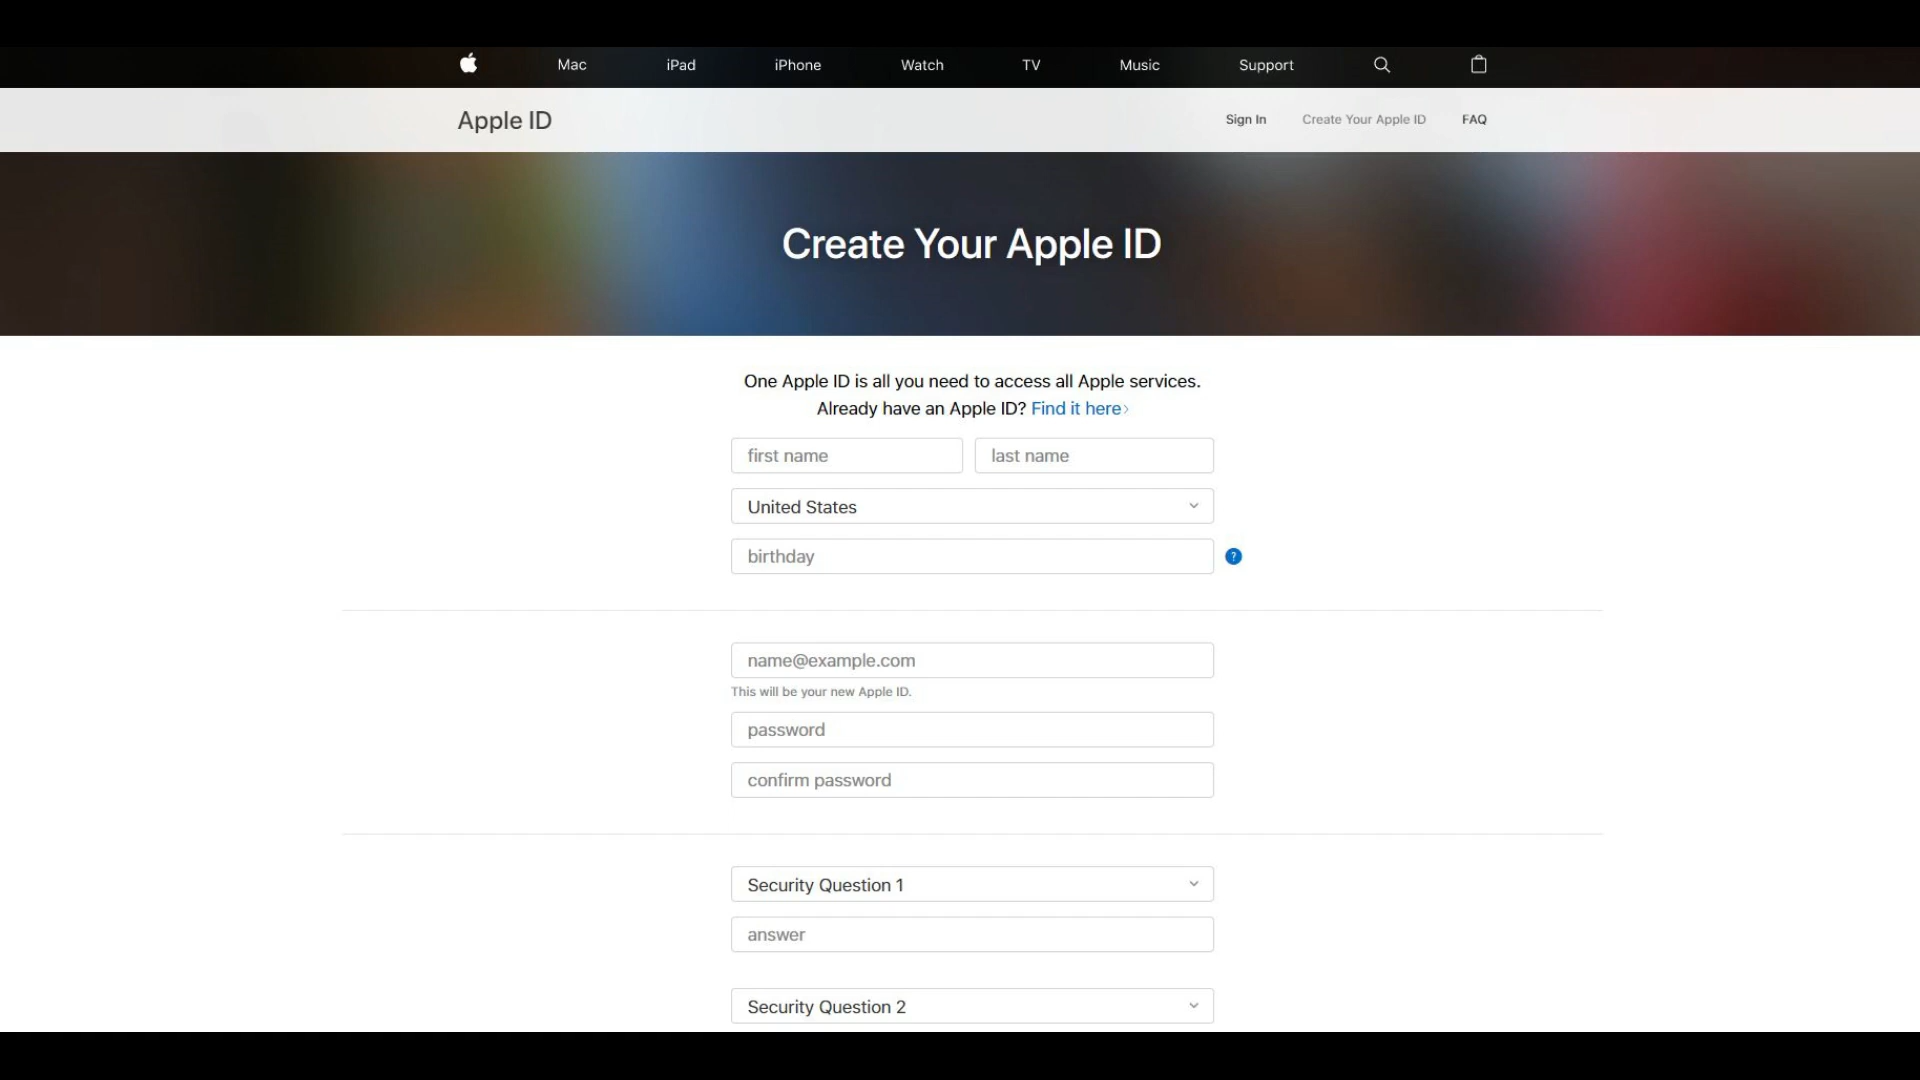 Mac iPad iPhone Watch TV Music Support
Apple ID Sign In Create Your Apple ID FAQ
Create Your Apple ID
One Apple ID is all you need to access all Apple services.
Already have an Apple ID? Find it here›
first name last name
United States
birthday ?
name@example.com
This will be your new Apple ID.
password
confirm password
Security Question 1
answer
Security Question 2